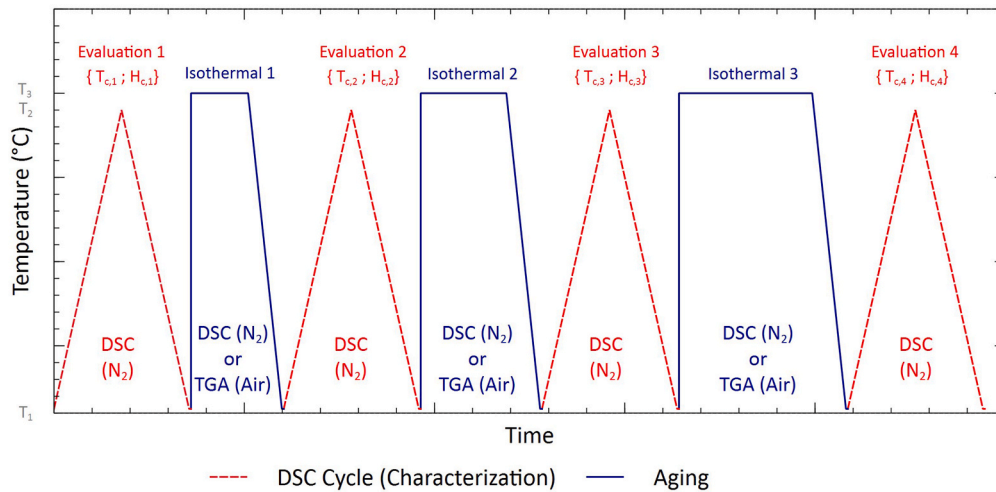 Evaluation 1
{ Tc,1 ; Hc,1}
Isothermal 1
Evaluation 2
{ Tc,2 ; Hc,2}
Isothermal 2
Evaluation 3
{ Tc,3 ; Hc,3}
Isothermal 3
Evaluation 4
{ Tc,4 ; Hc,4}
T3
T2
T1
Temperature (°C)
DSC
(N2)
DSC (N2)
or
TGA (Air)
DSC
(N2)
DSC (N2)
or
TGA (Air)
DSC
(N2)
DSC (N2)
or
TGA (Air)
DSC
(N2)
Time
DSC Cycle (Characterization)
Aging